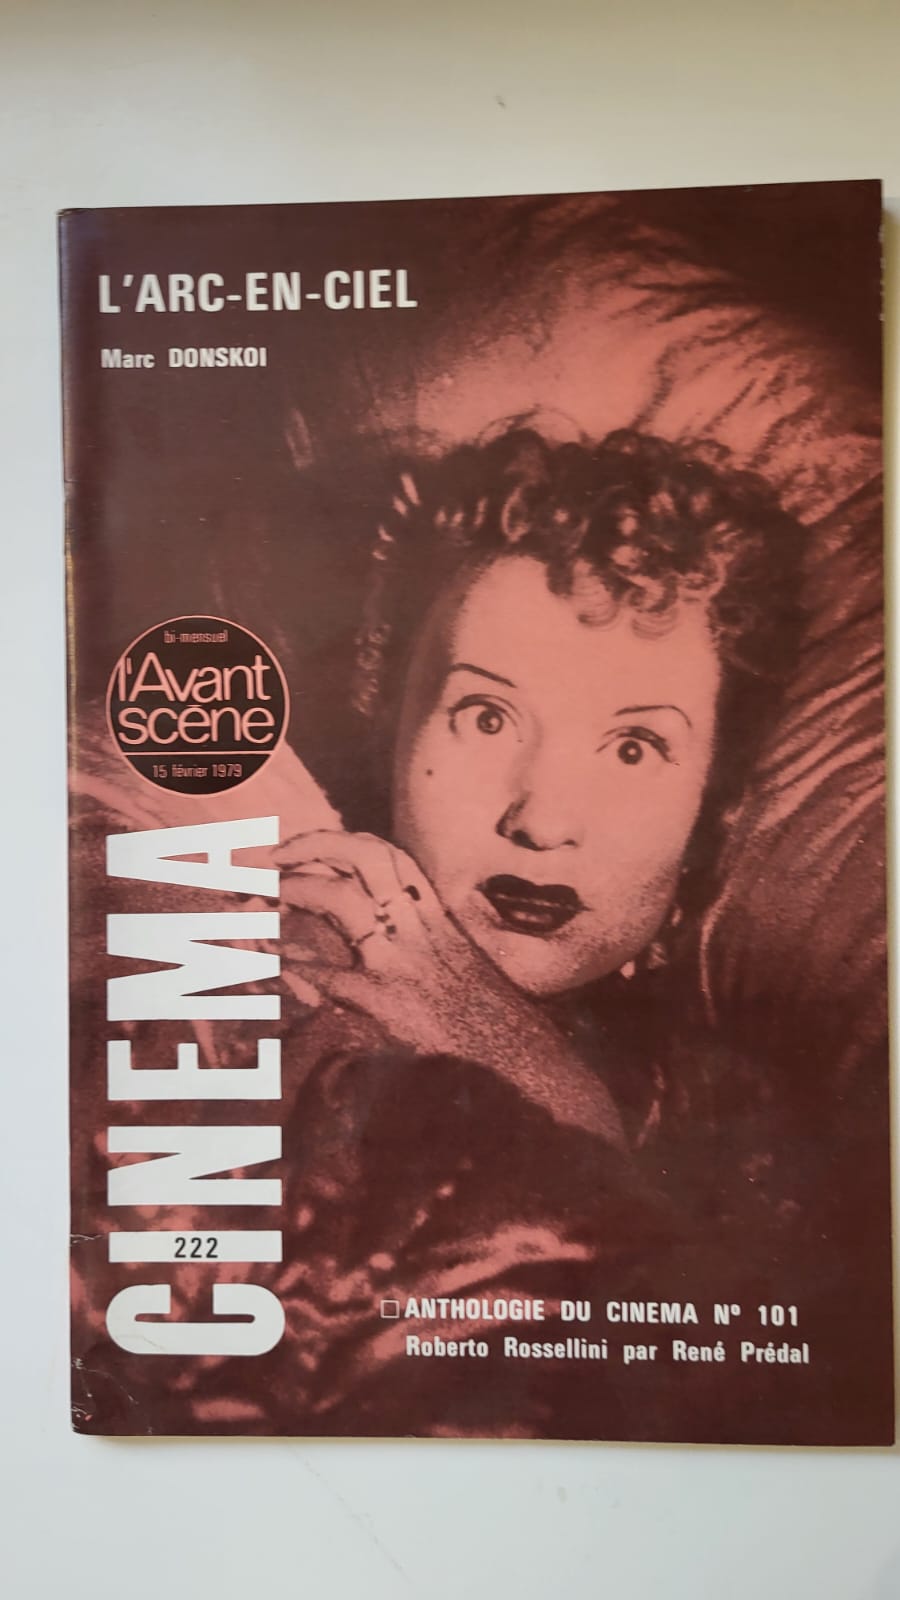 L'ARC-EN-CIEL
Marc DONSKOI
bi-mensuel
l'Avant
scène
15 février 1979
CINEMA
222
ANTHOLOGIE DU CINEMA Nº 101
Roberto Rossellini par René Prédal